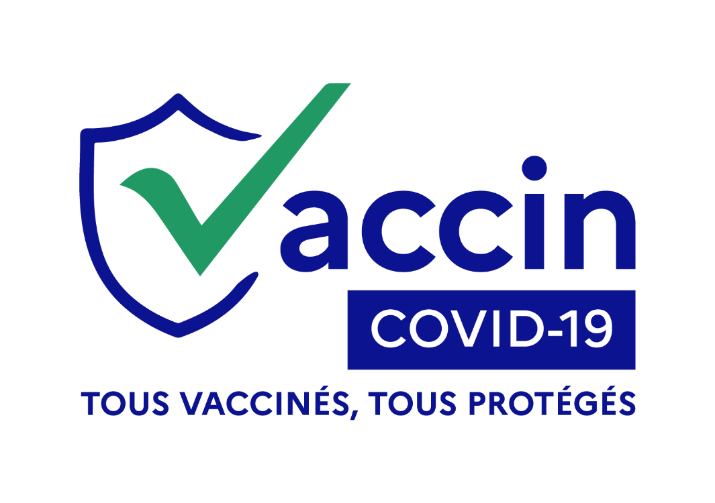 Vaccin
COVID-19
TOUS VACCINÉS, TOUS PROTÉGÉS